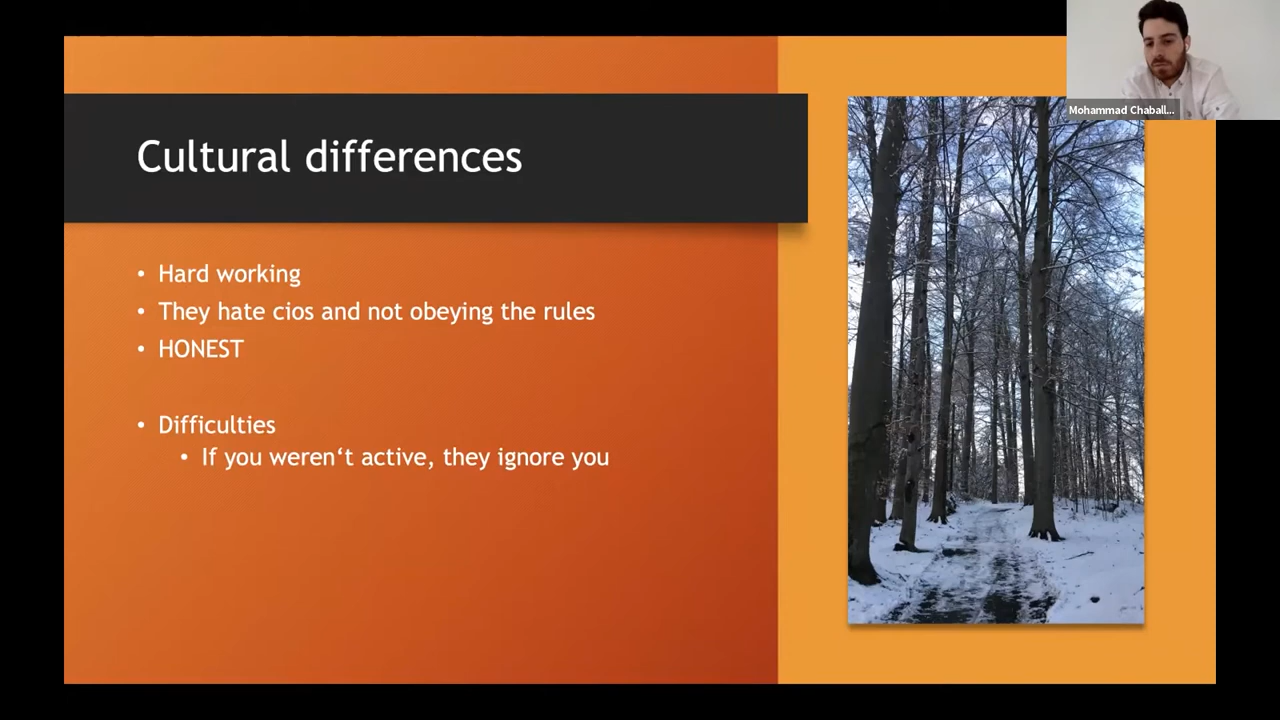 Cultural differences
• Hard working
• They hate cios and not obeying the rules
• HONEST
• Difficulties
• If you weren‘t active, they ignore you
Mohammad Chaball...